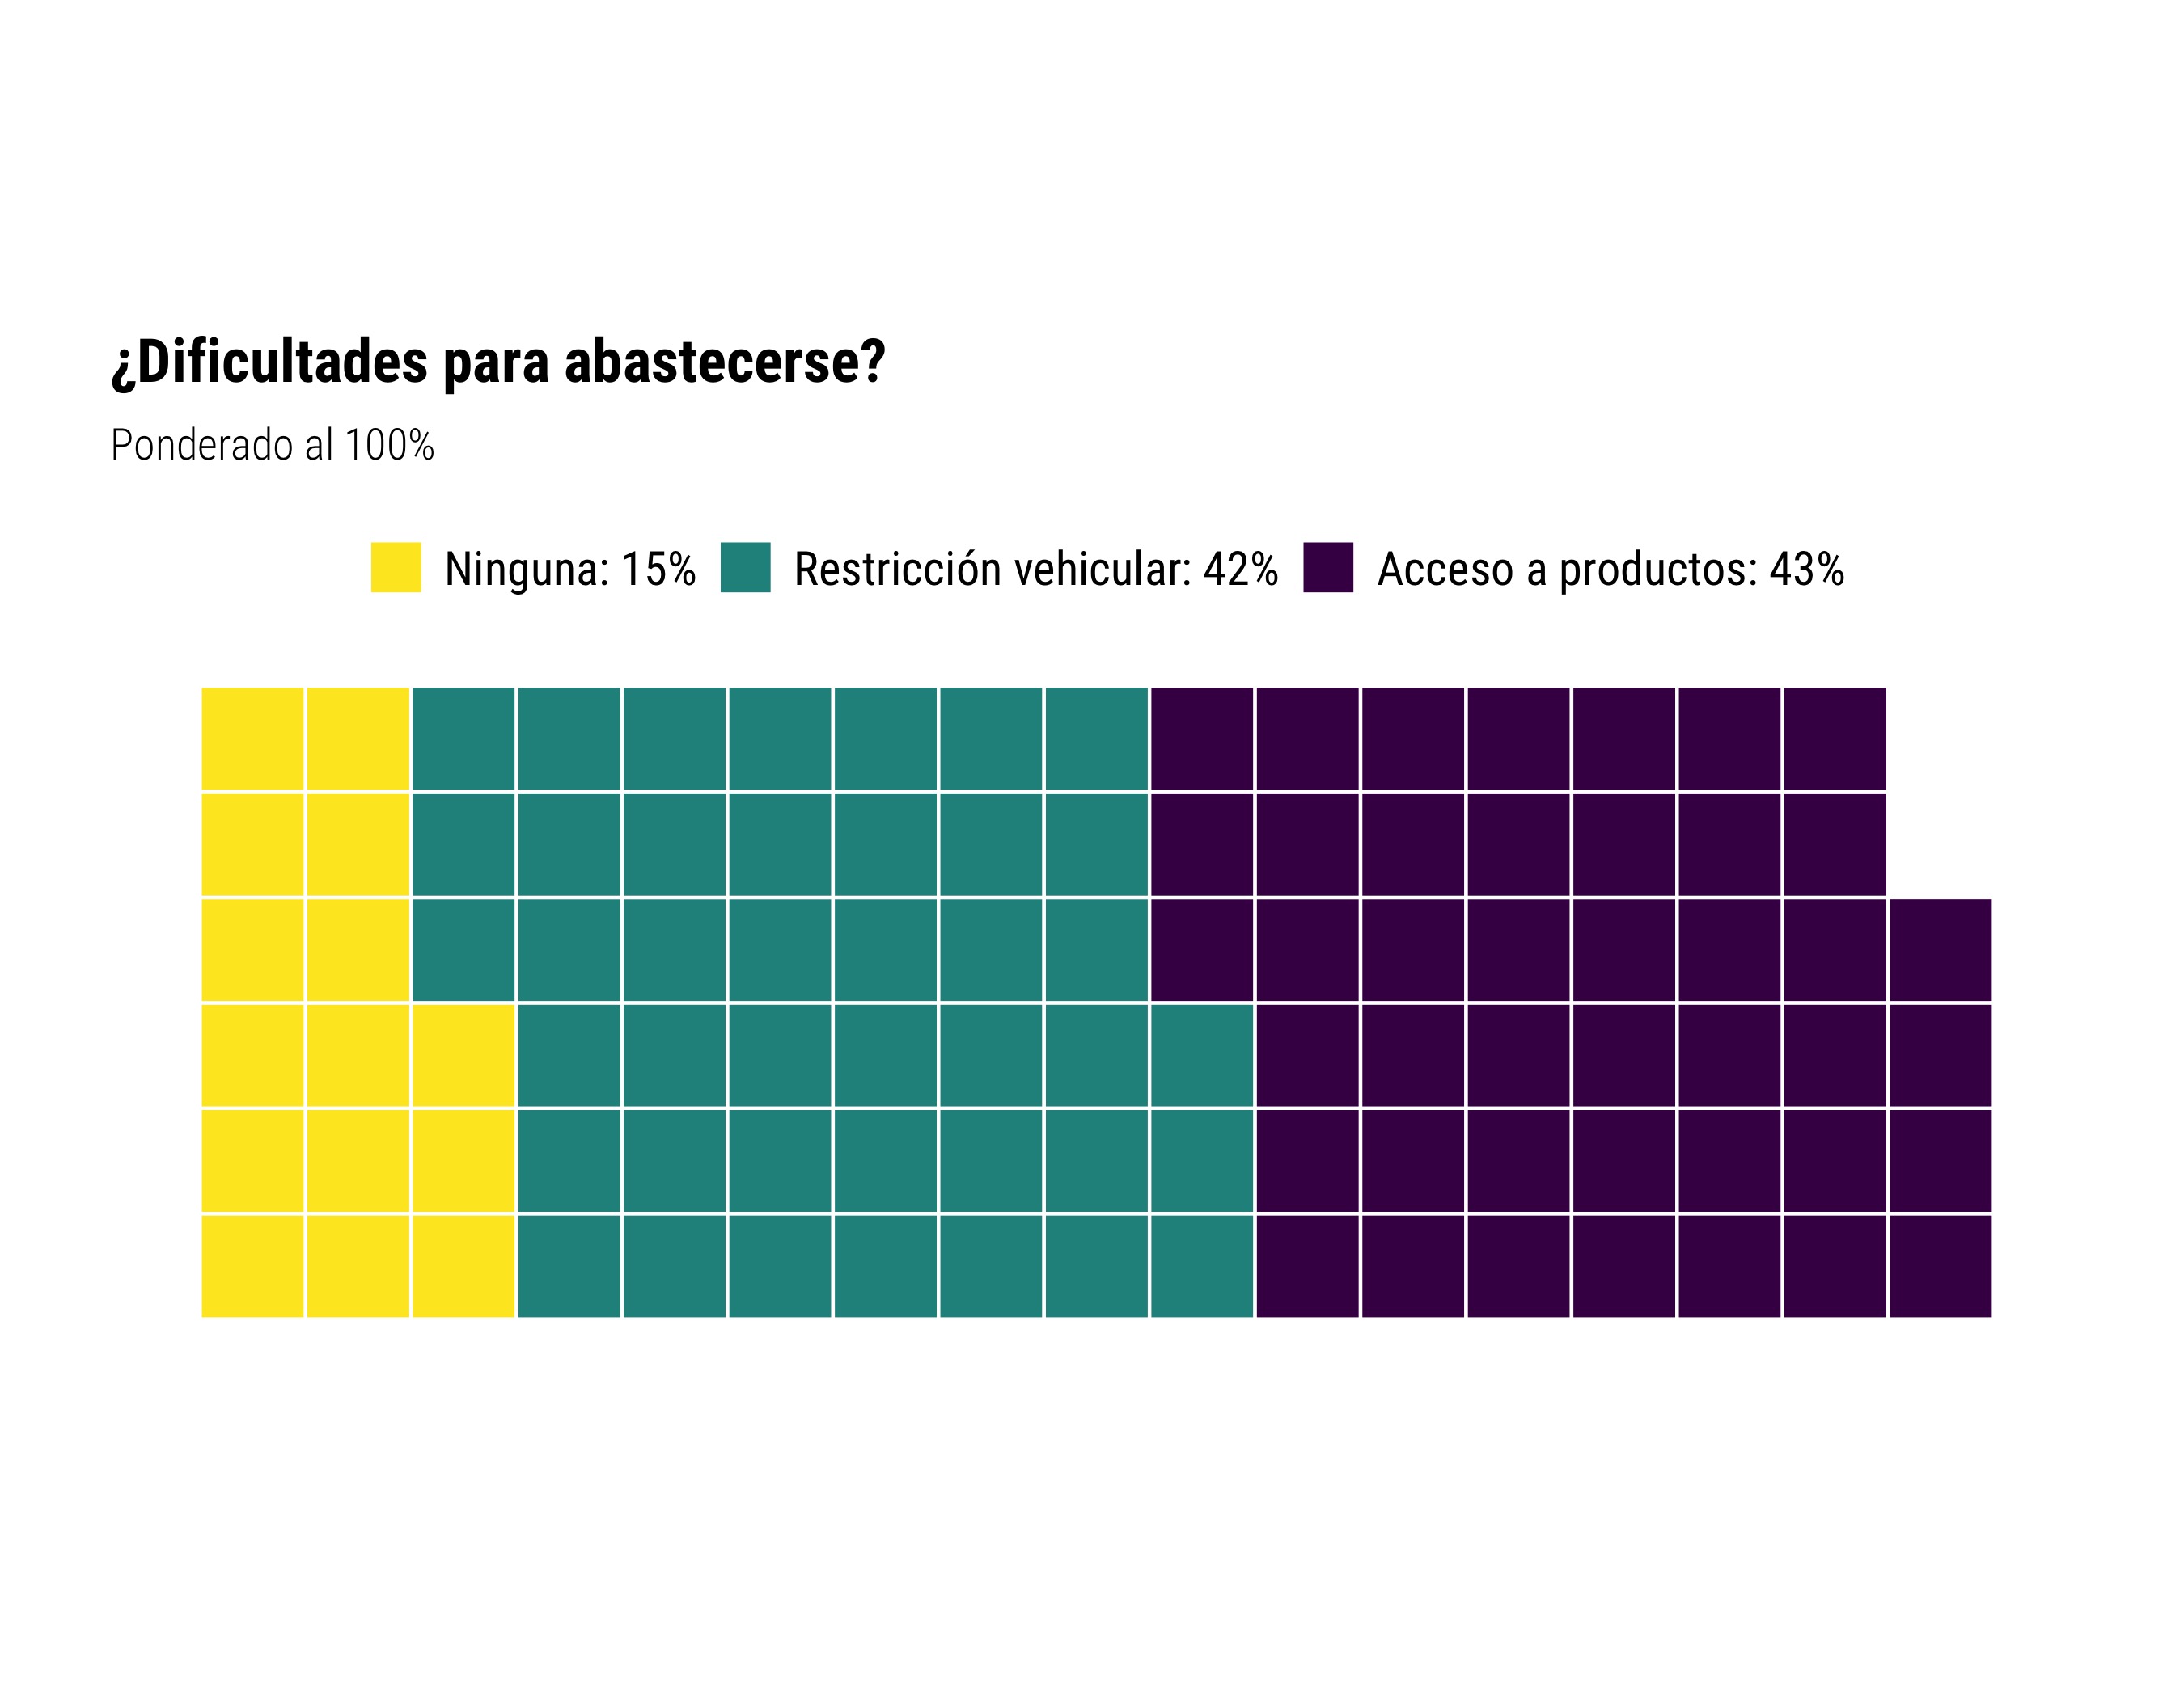 ¿Dificultades para abastecerse?
Ponderado al 100%
Ninguna: 15% Restricción vehicular: 42% Acceso a productos: 43%